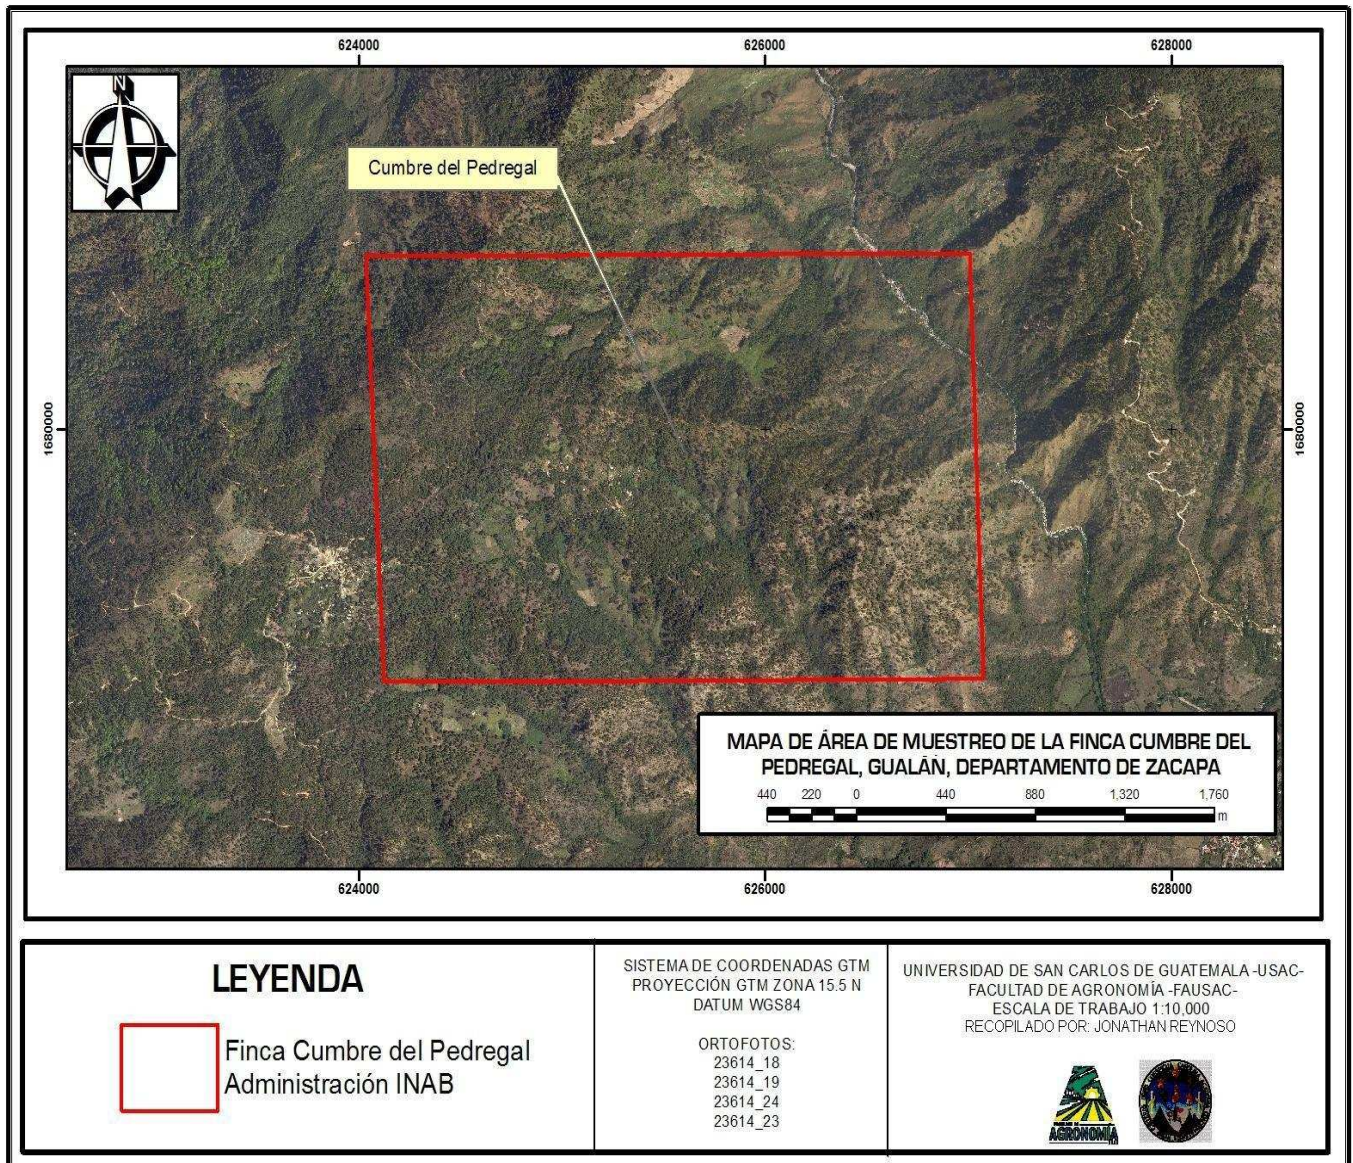 624000
626000
628000
N
Cumbre del Pedregal
1680000
1680000
MAPA DE ÁREA DE MUESTREO DE LA FINCA CUMBRE DEL
PEDREGAL, GUALÁN, DEPARTAMENTO DE ZACAPA
440 220 0 440 880 1,320 1,760
m
624000
626000
628000
LEYENDA
Finca Cumbre del Pedregal
Administración INAB
SISTEMA DE COORDENADAS GTM
PROYECCIÓN GTM ZONA 15.5 N
DATUM WGS84
ORTOFOTOS:
23614_18
23614_19
23614_24
23614_23
UNIVERSIDAD DE SAN CARLOS DE GUATEMALA -USAC-
FACULTAD DE AGRONOMÍA -FAUSAC-
ESCALA DE TRABAJO 1:10,000
RECOPILADO POR: JONATHAN REYNOSO
AGRONOMÍA